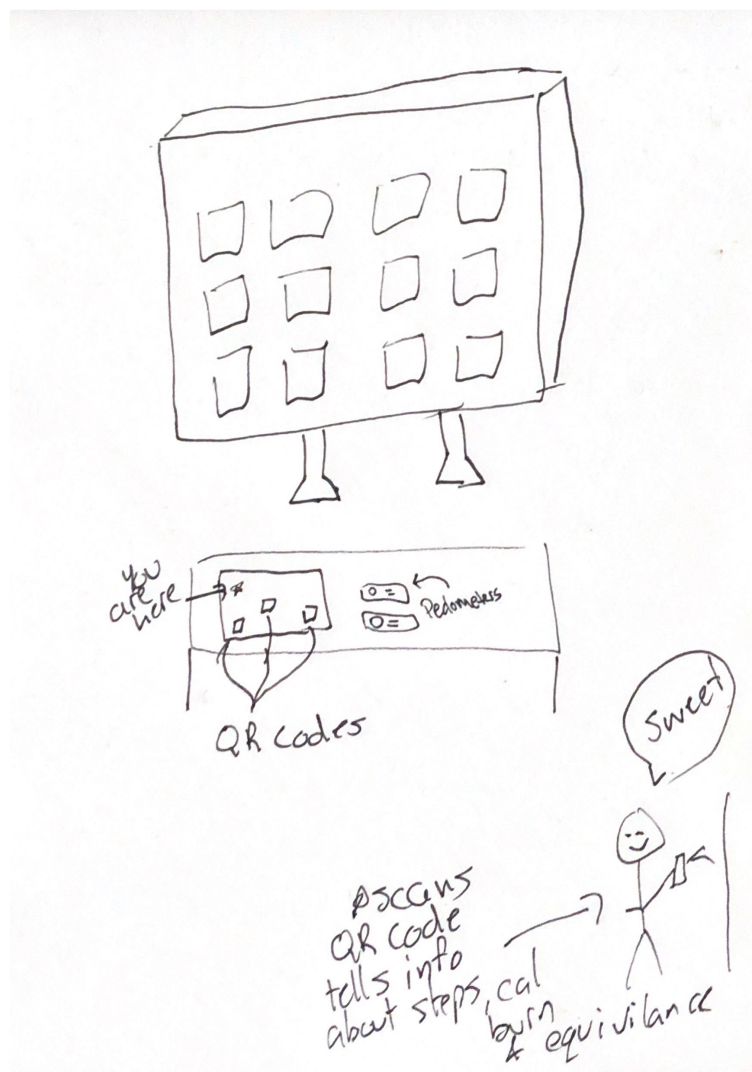 You
are
here
Pedometers
QR codes
Sweet!
scans
QR code
tells info
about steps, cal
burn
& equivilance